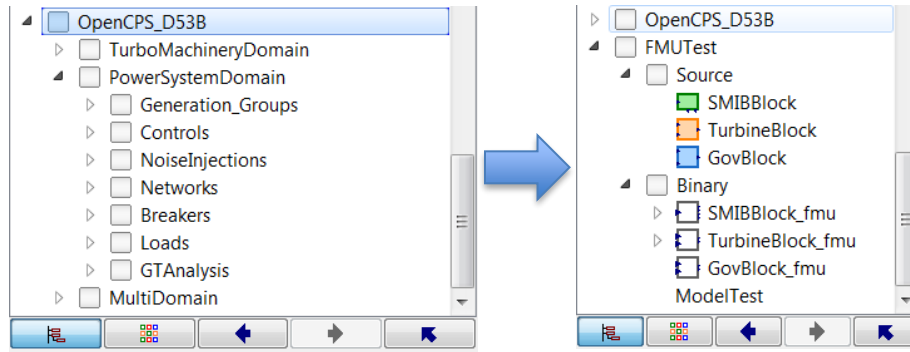 OpenCPS_D53B
TurboMachineryDomain
PowerSystemDomain
Generation_Groups
Controls
NoiseInjections
Networks
Breakers
Loads
GTAnalysis
MultiDomain
OpenCPS_D53B
FMUTest
Source
SMIBBlock
TurbineBlock
GovBlock
Binary
SMIBBlock_fmu
TurbineBlock_fmu
GovBlock_fmu
ModelTest